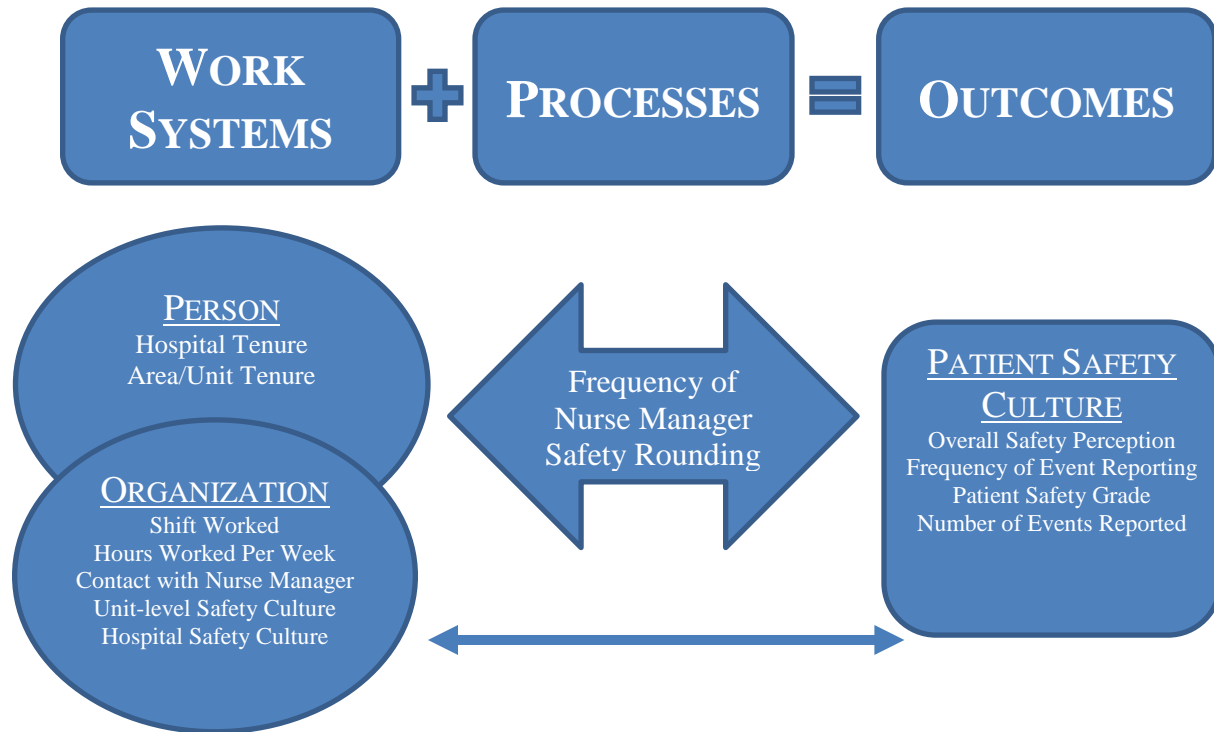 WORK
SYSTEMS
PROCESSES
OUTCOMES
PERSON
Hospital Tenure
Area/Unit Tenure
ORGANIZATION
Shift Worked
Hours Worked Per Week
Contact with Nurse Manager
Unit-level Safety Culture
Hospital Safety Culture
Frequency of
Nurse Manager
Safety Rounding
PATIENT SAFETY
CULTURE
Overall Safety Perception
Frequency of Event Reporting
Patient Safety Grade
Number of Events Reported